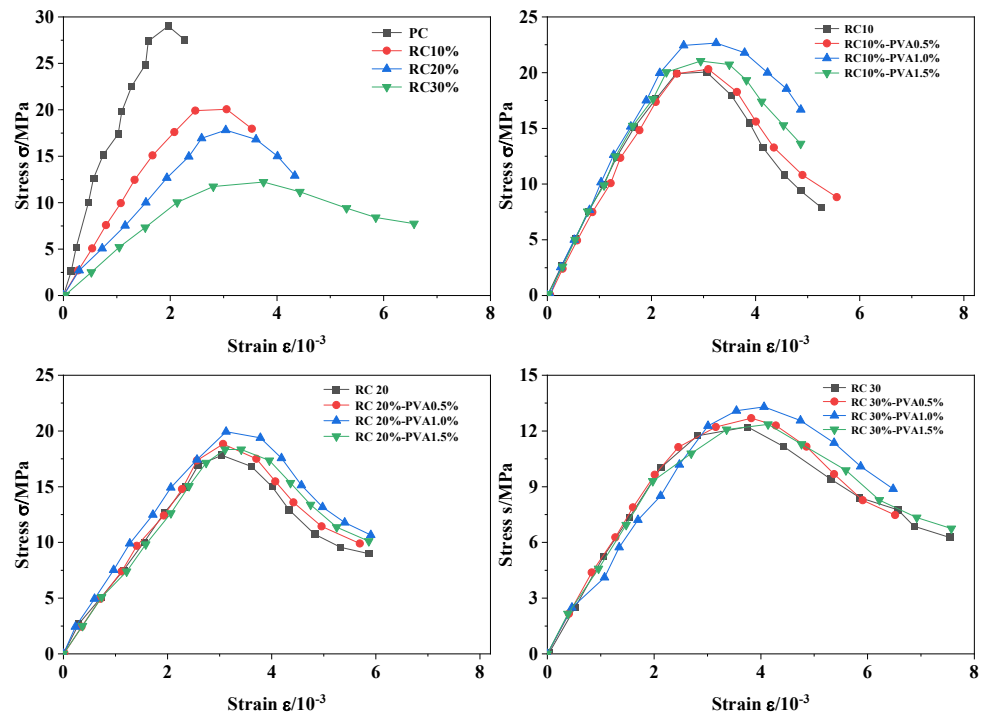 30
25
20
15
10
5
0
0 2 4 6 8
Stress σ/MPa
Strain ε/10-3
PC
RC10%
RC20%
RC30%
25
20
15
10
5
0
0 2 4 6 8
Stress σ/MPa
Strain ε/10-3
RC10
RC10%-PVA0.5%
RC10%-PVA1.0%
RC10%-PVA1.5%
25
20
15
10
5
0
0 2 4 6 8
Stress σ/MPa
Strain ε/10-3
RC 20
RC 20%-PVA0.5%
RC 20%-PVA1.0%
RC 20%-PVA1.5%
15
12
9
6
3
0
0 2 4 6 8
Stress s/MPa
Strain ε/10-3
RC 30
RC 30%-PVA0.5%
RC 30%-PVA1.0%
RC 30%-PVA1.5%